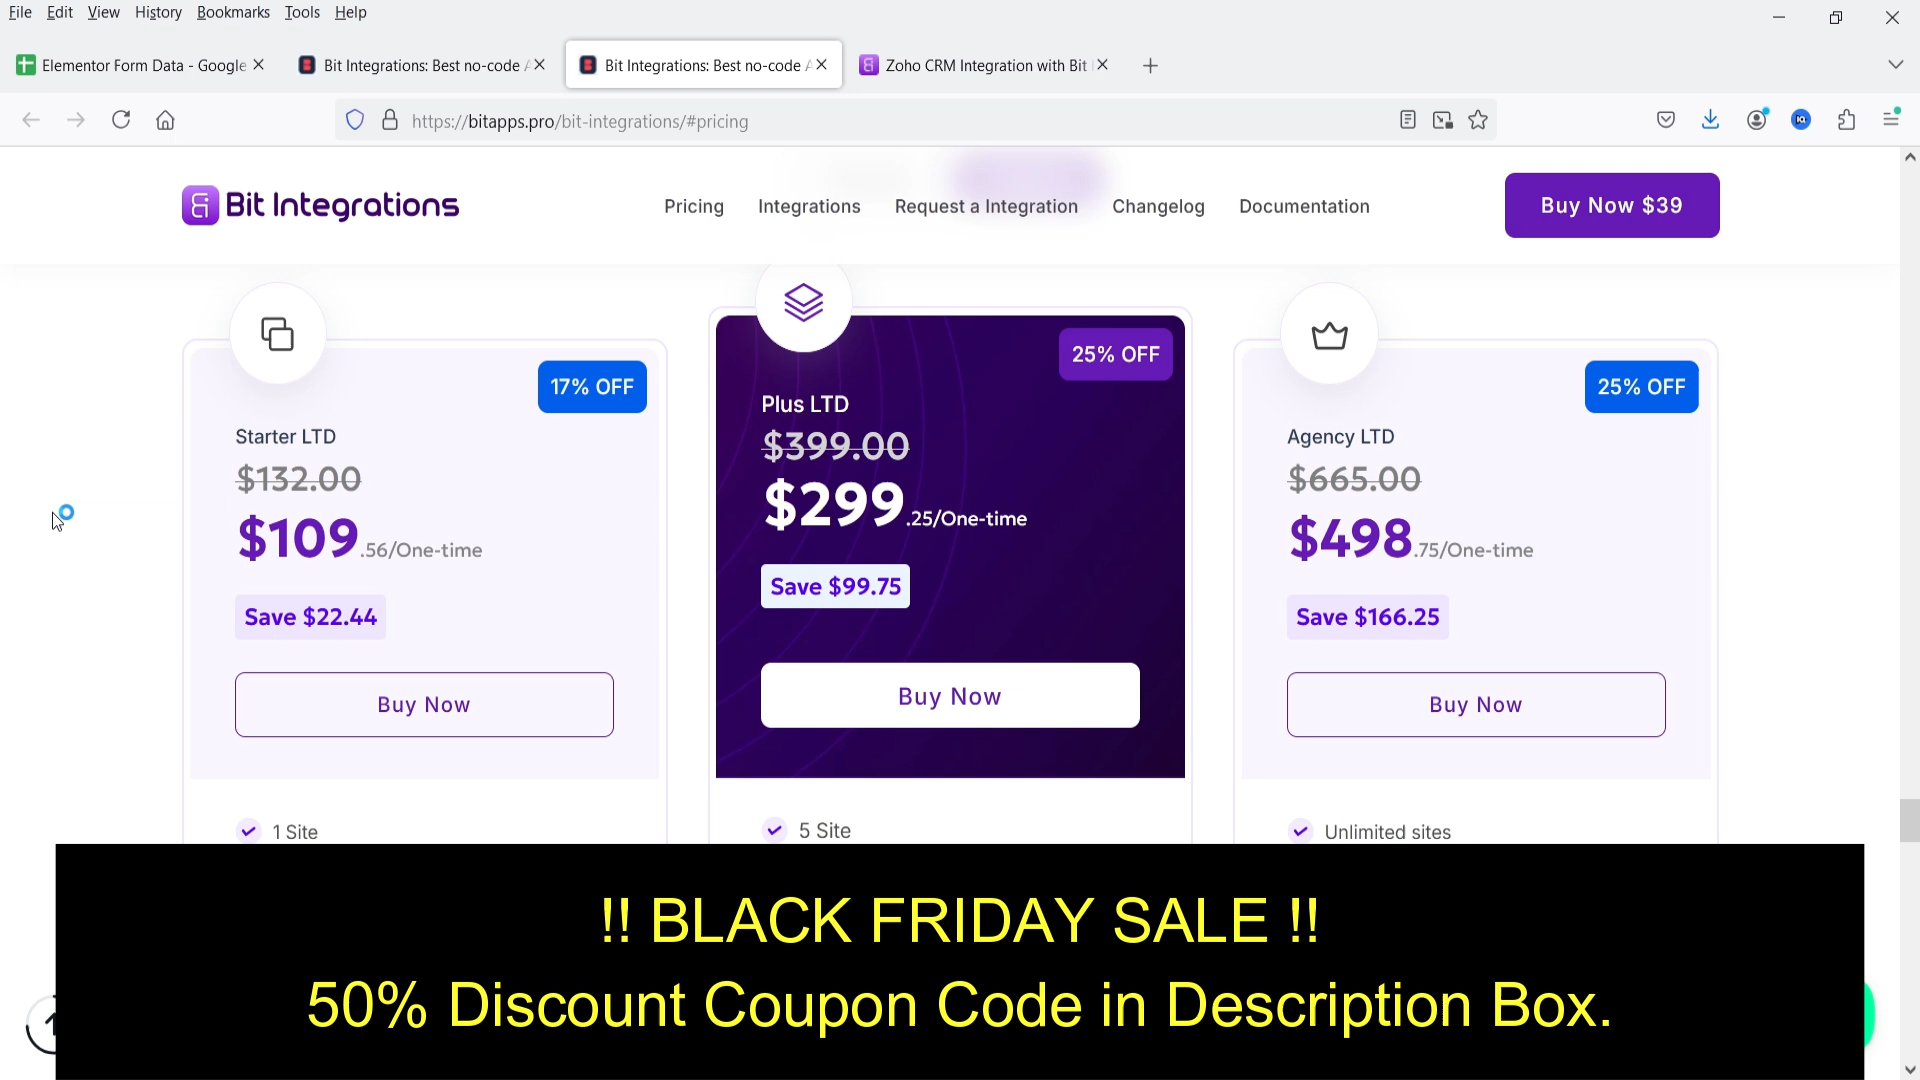 File Edit View History Bookmarks Tools Help
Elementor Form Data - Google
Bit Integrations: Best no-code
Bit Integrations: Best no-code
Zoho CRM Integration with Bit
https://bitapps.pro/bit-integrations/#pricing
Bit Integrations
Pricing Integrations Request a Integration Changelog Documentation
Buy Now $39
17% OFF
Starter LTD
$132.00
$109.56/One-time
Save $22.44
Buy Now
1 Site
25% OFF
Plus LTD
$399.00
$299.25/One-time
Save $99.75
Buy Now
5 Site
25% OFF
Agency LTD
$665.00
$498.75/One-time
Save $166.25
Buy Now
Unlimited sites
!! BLACK FRIDAY SALE !!
50% Discount Coupon Code in Description Box.